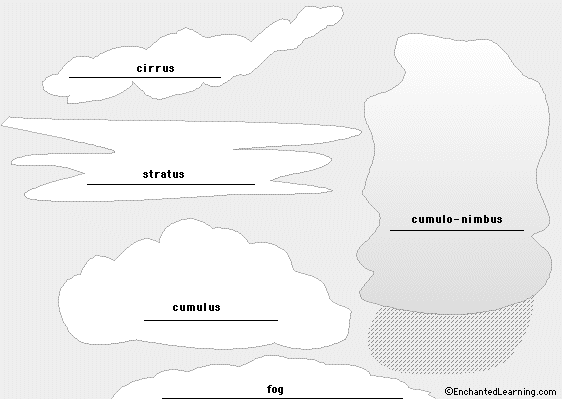 cirrus
stratus
cumulo-nimbus
cumulus
fog
©EnchantedLearning.com